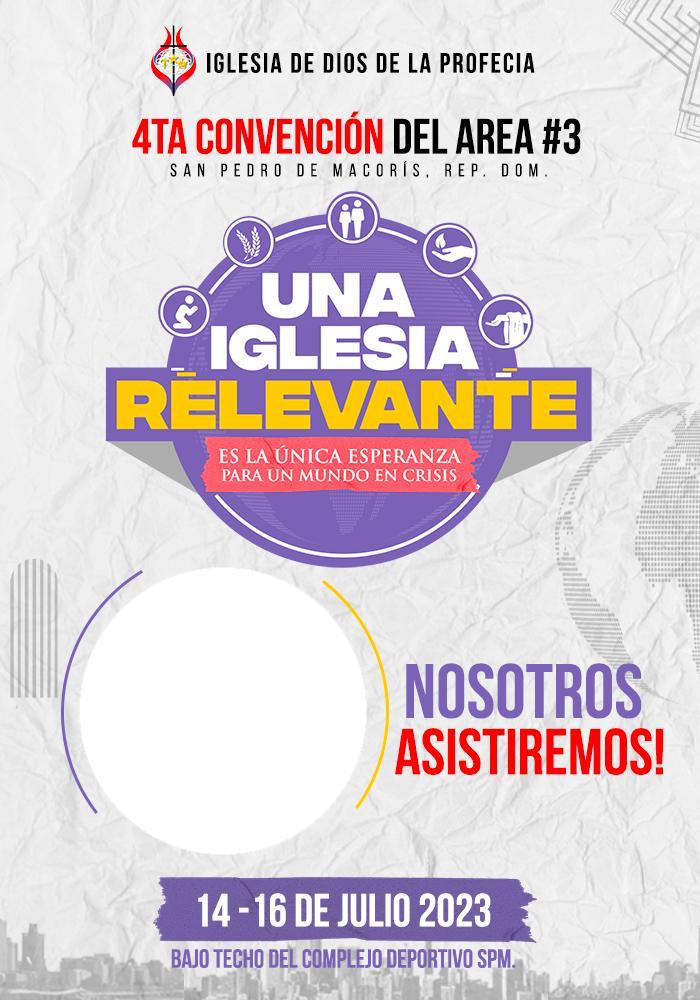 IGLESIA DE DIOS DE LA PROFECIA
4TA CONVENCIÓN DEL AREA #3
SAN PEDRO DE MACORÍS, REP. DOM.
UNA
IGLESIA
RELEVANTE
ES LA ÚNICA ESPERANZA
PARA UN MUNDO EN CRISIS
NOSOTROS
ASISTIREMOS!
14 -16 DE JULIO 2023
BAJO TECHO DEL COMPLEJO DEPORTIVO SPM.